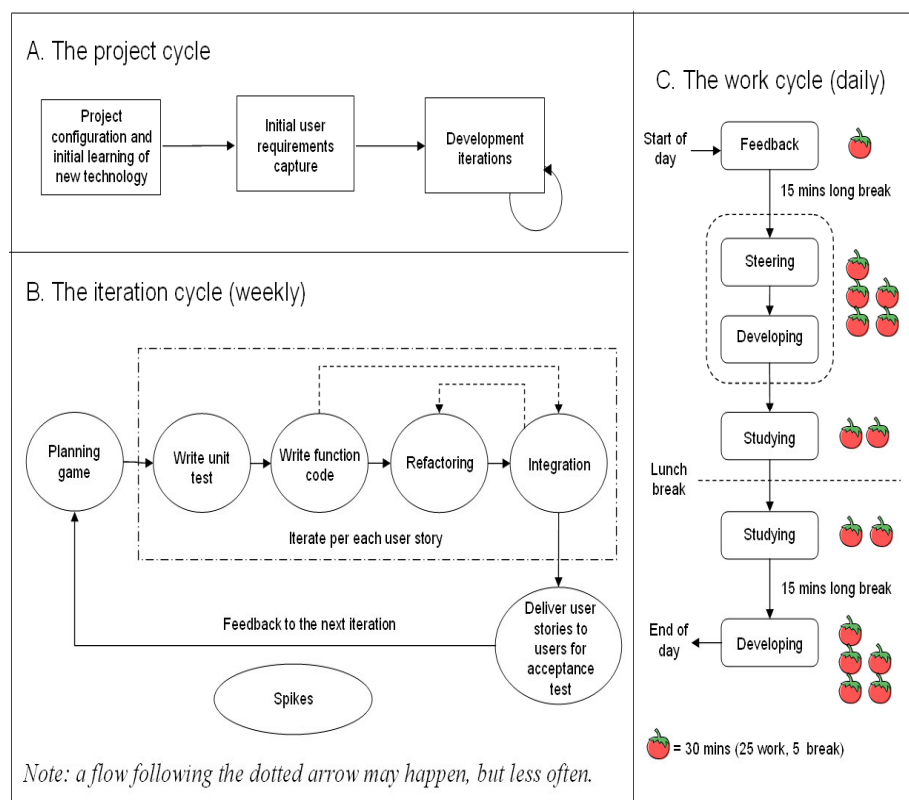 A. The project cycle
Project
configuration and
initial learning of
new technology
Initial user
requirements
capture
Development
iterations
B. The iteration cycle (weekly)
Planning
game
Write unit
test
Write function
code
Refactoring
Integration
Iterate per each user story
Deliver user
stories to
users for
acceptance
test
Feedback to the next iteration
Spikes
Note: a flow following the dotted arrow may happen, but less often.
C. The work cycle (daily)
Start of
day
Feedback
15 mins long break
Steering
Developing
Studying
Lunch
break
Studying
15 mins long break
End of
day
Developing
= 30 mins (25 work, 5 break)